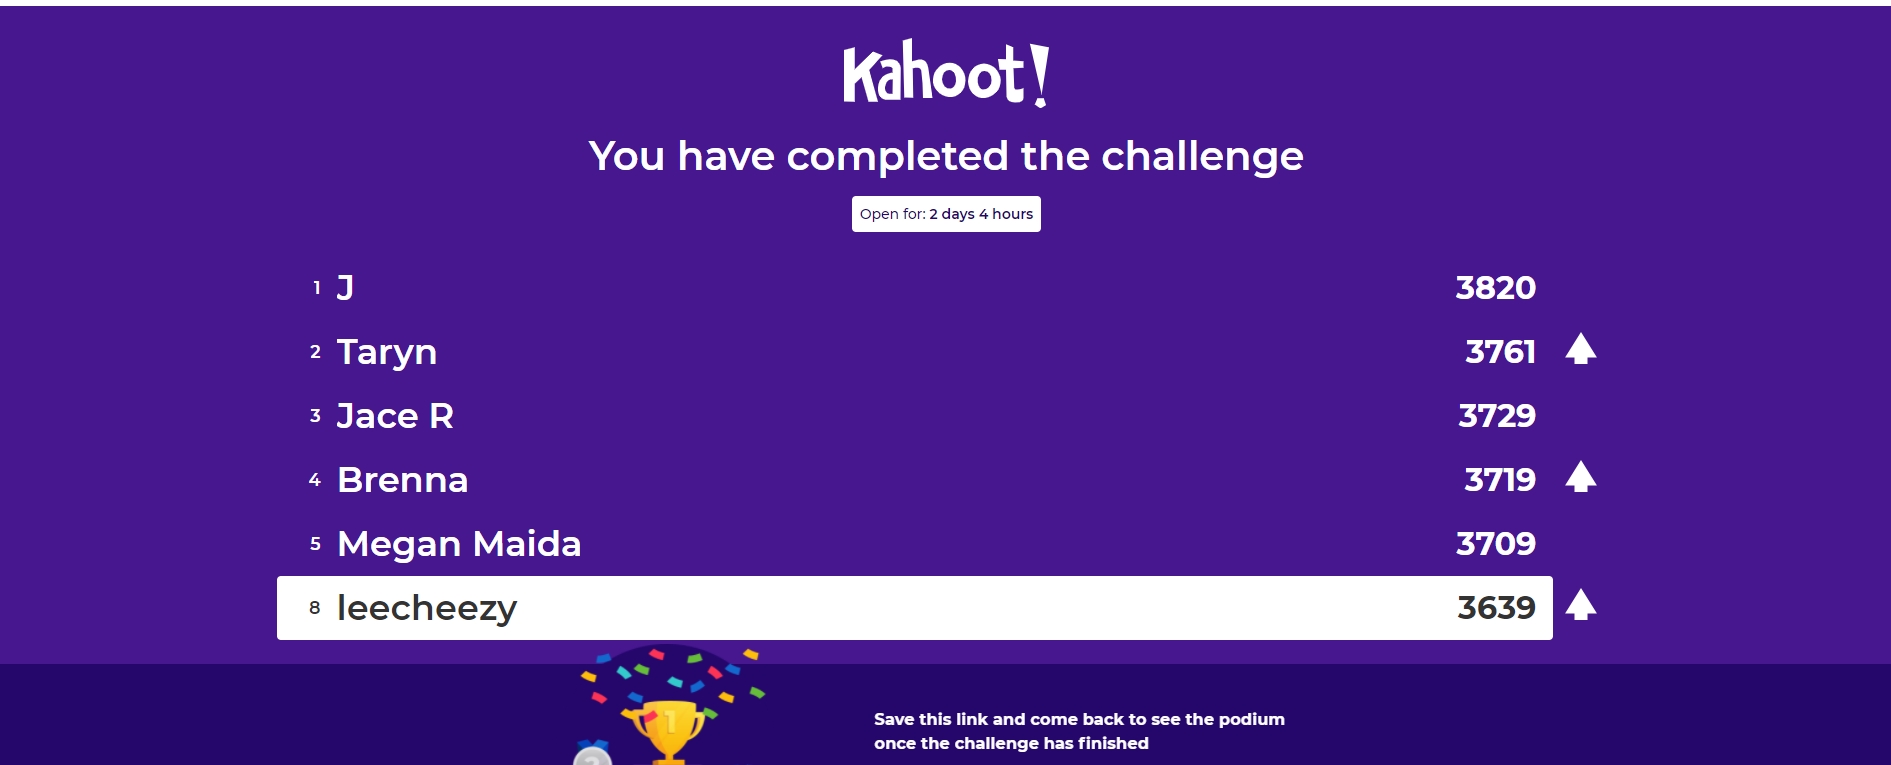 Kahoot!
You have completed the challenge
Open for: 2 days 4 hours
1 J 3820
2 Taryn 3761
3 Jace R 3729
4 Brenna 3719
5 Megan Maida 3709
8 leecheezy 3639
1
2
Save this link and come back to see the podium
once the challenge has finished